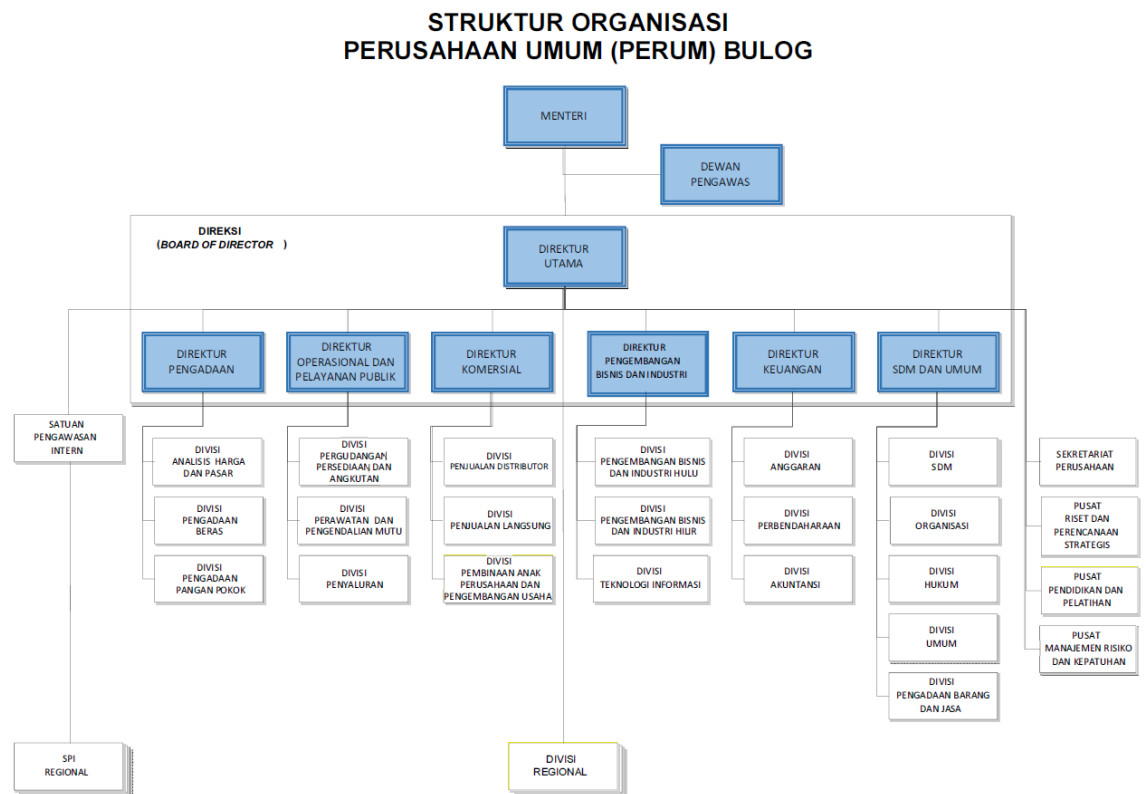 STRUKTUR ORGANISASI
PERUSAHAAN UMUM (PERUM) BULOG
MENTERI
DEWAN
PENGAWAS
DIREKSI
(BOARD OF DIRECTOR )
DIREKTUR
UTAMA
DIREKTUR
PENGADAAN
DIREKTUR
OPERASIONAL DAN
PELAYANAN PUBLIK
DIREKTUR
KOMERSIAL
DIREKTUR
PENGEMBANGAN
BISNIS DAN INDUSTRI
DIREKTUR
KEUANGAN
DIREKTUR
SDM DAN UMUM
SATUAN
PENGAWASAN
INTERN
DIVISI
ANALISIS HARGA
DAN PASAR
DIVISI
PENGADAAN
BERAS
DIVISI
PENGADAAN
PANGAN POKOK
DIVISI
PERGUDANGAN,
PERSEDIAAN, DAN
ANGKUTAN
DIVISI
PERAWATAN DAN
PENGENDALIAN MUTU
DIVISI
PENYALURAN
DIVISI
PENJUALAN DISTRIBUTOR
DIVISI
PENJUALAN LANGSUNG
DIVISI
PEMBINAAN ANAK
PERUSAHAAN DAN
PENGEMBANGAN USAHA
DIVISI
PENGEMBANGAN BISNIS
DAN INDUSTRI HULU
DIVISI
PENGEMBANGAN BISNIS
DAN INDUSTRI HILIR
DIVISI
TEKNOLOGI INFORMASI
DIVISI
ANGGARAN
DIVISI
PERBENDAHARAAN
DIVISI
AKUNTANSI
DIVISI
SDM
DIVISI
ORGANISASI
DIVISI
HUKUM
DIVISI
UMUM
DIVISI
PENGADAAN BARANG
DAN JASA
SEKRETARIAT
PERUSAHAAN
PUSAT
RISET DAN
PERENCANAAN
STRATEGIS
PUSAT
PENDIDIKAN DAN
PELATIHAN
PUSAT
MANAJEMEN RISIKO
DAN KEPATUHAN
SPI
REGIONAL
DIVISI
REGIONAL